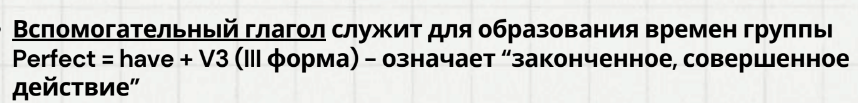 • Вспомогательный глагол служит для образования времен группы
Perfect = have + V3 (III форма) – означает “законченное, совершенное
действие”